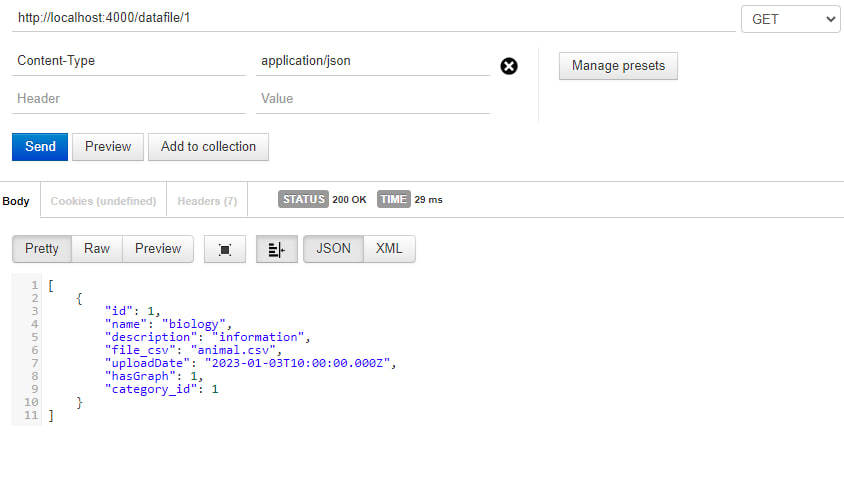 http://localhost:4000/datafile/1 GET
Content-Type application/json
Header Value
Manage presets
Send Preview Add to collection
Body Cookies (undefined) Headers (7) STATUS 200 OK TIME 29 ms
Pretty Raw Preview JSON XML
1 [
2 {
3 "id": 1,
4 "name": "biology",
5 "description": "information",
6 "file_csv": "animal.csv",
7 "uploadDate": "2023-01-03T10:00:00.000Z",
8 "hasGraph": 1,
9 "category_id": 1
10 }
11 ]